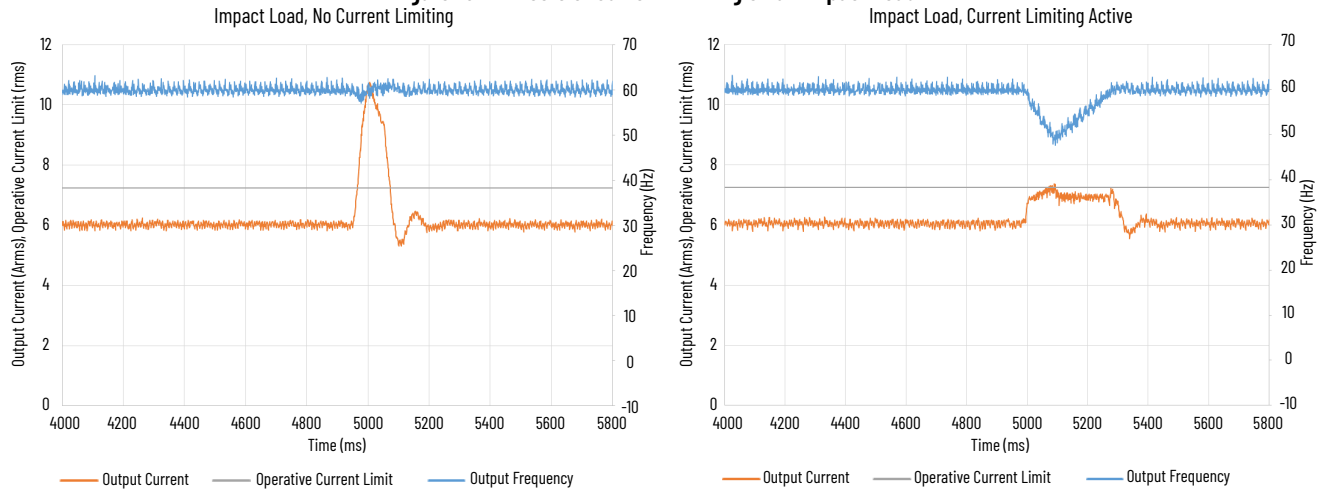 Impact Load, No Current Limiting
12
10
8
6
4
2
0
70
60
50
40
30
20
10
0
-10
Output Current (Arms), Operative Current Limit (rms)
Frequency (Hz)
4000 4200 4400 4600 4800 5000 5200 5400 5600 5800
Time (ms)
Output Current Operative Current Limit Output Frequency
Impact Load, Current Limiting Active
12
10
8
6
4
2
0
70
60
50
40
30
20
10
0
-10
Output Current (Arms), Operative Current Limit (rms)
Frequency (Hz)
4000 4200 4400 4600 4800 5000 5200 5400 5600 5800
Time (ms)
Output Current Operative Current Limit Output Frequency